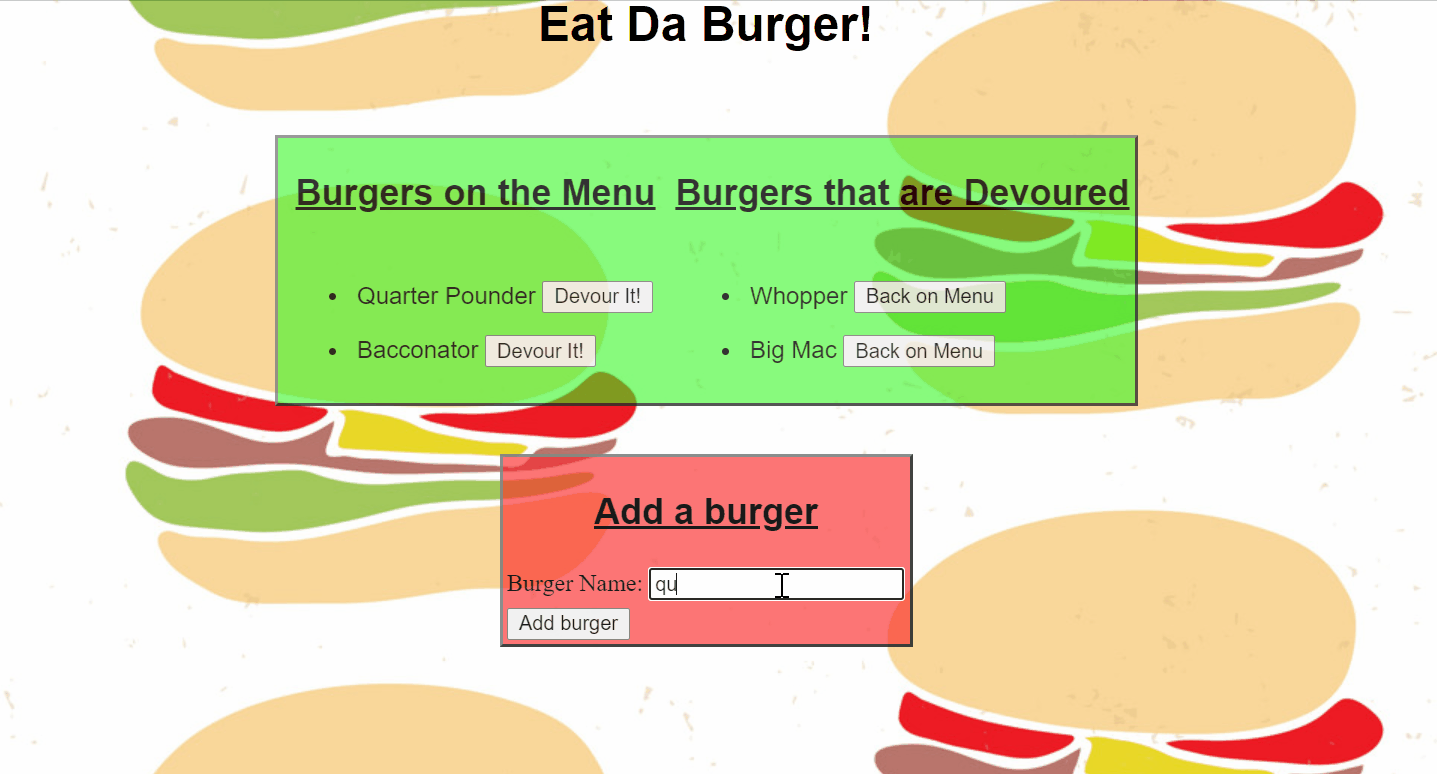 Eat Da Burger!
Burgers on the Menu
Burgers that are Devoured
Quarter Pounder Devour It!
Bacconator Devour It!
Whopper Back on Menu
Big Mac Back on Menu
Add a burger
Burger Name: qu
Add burger